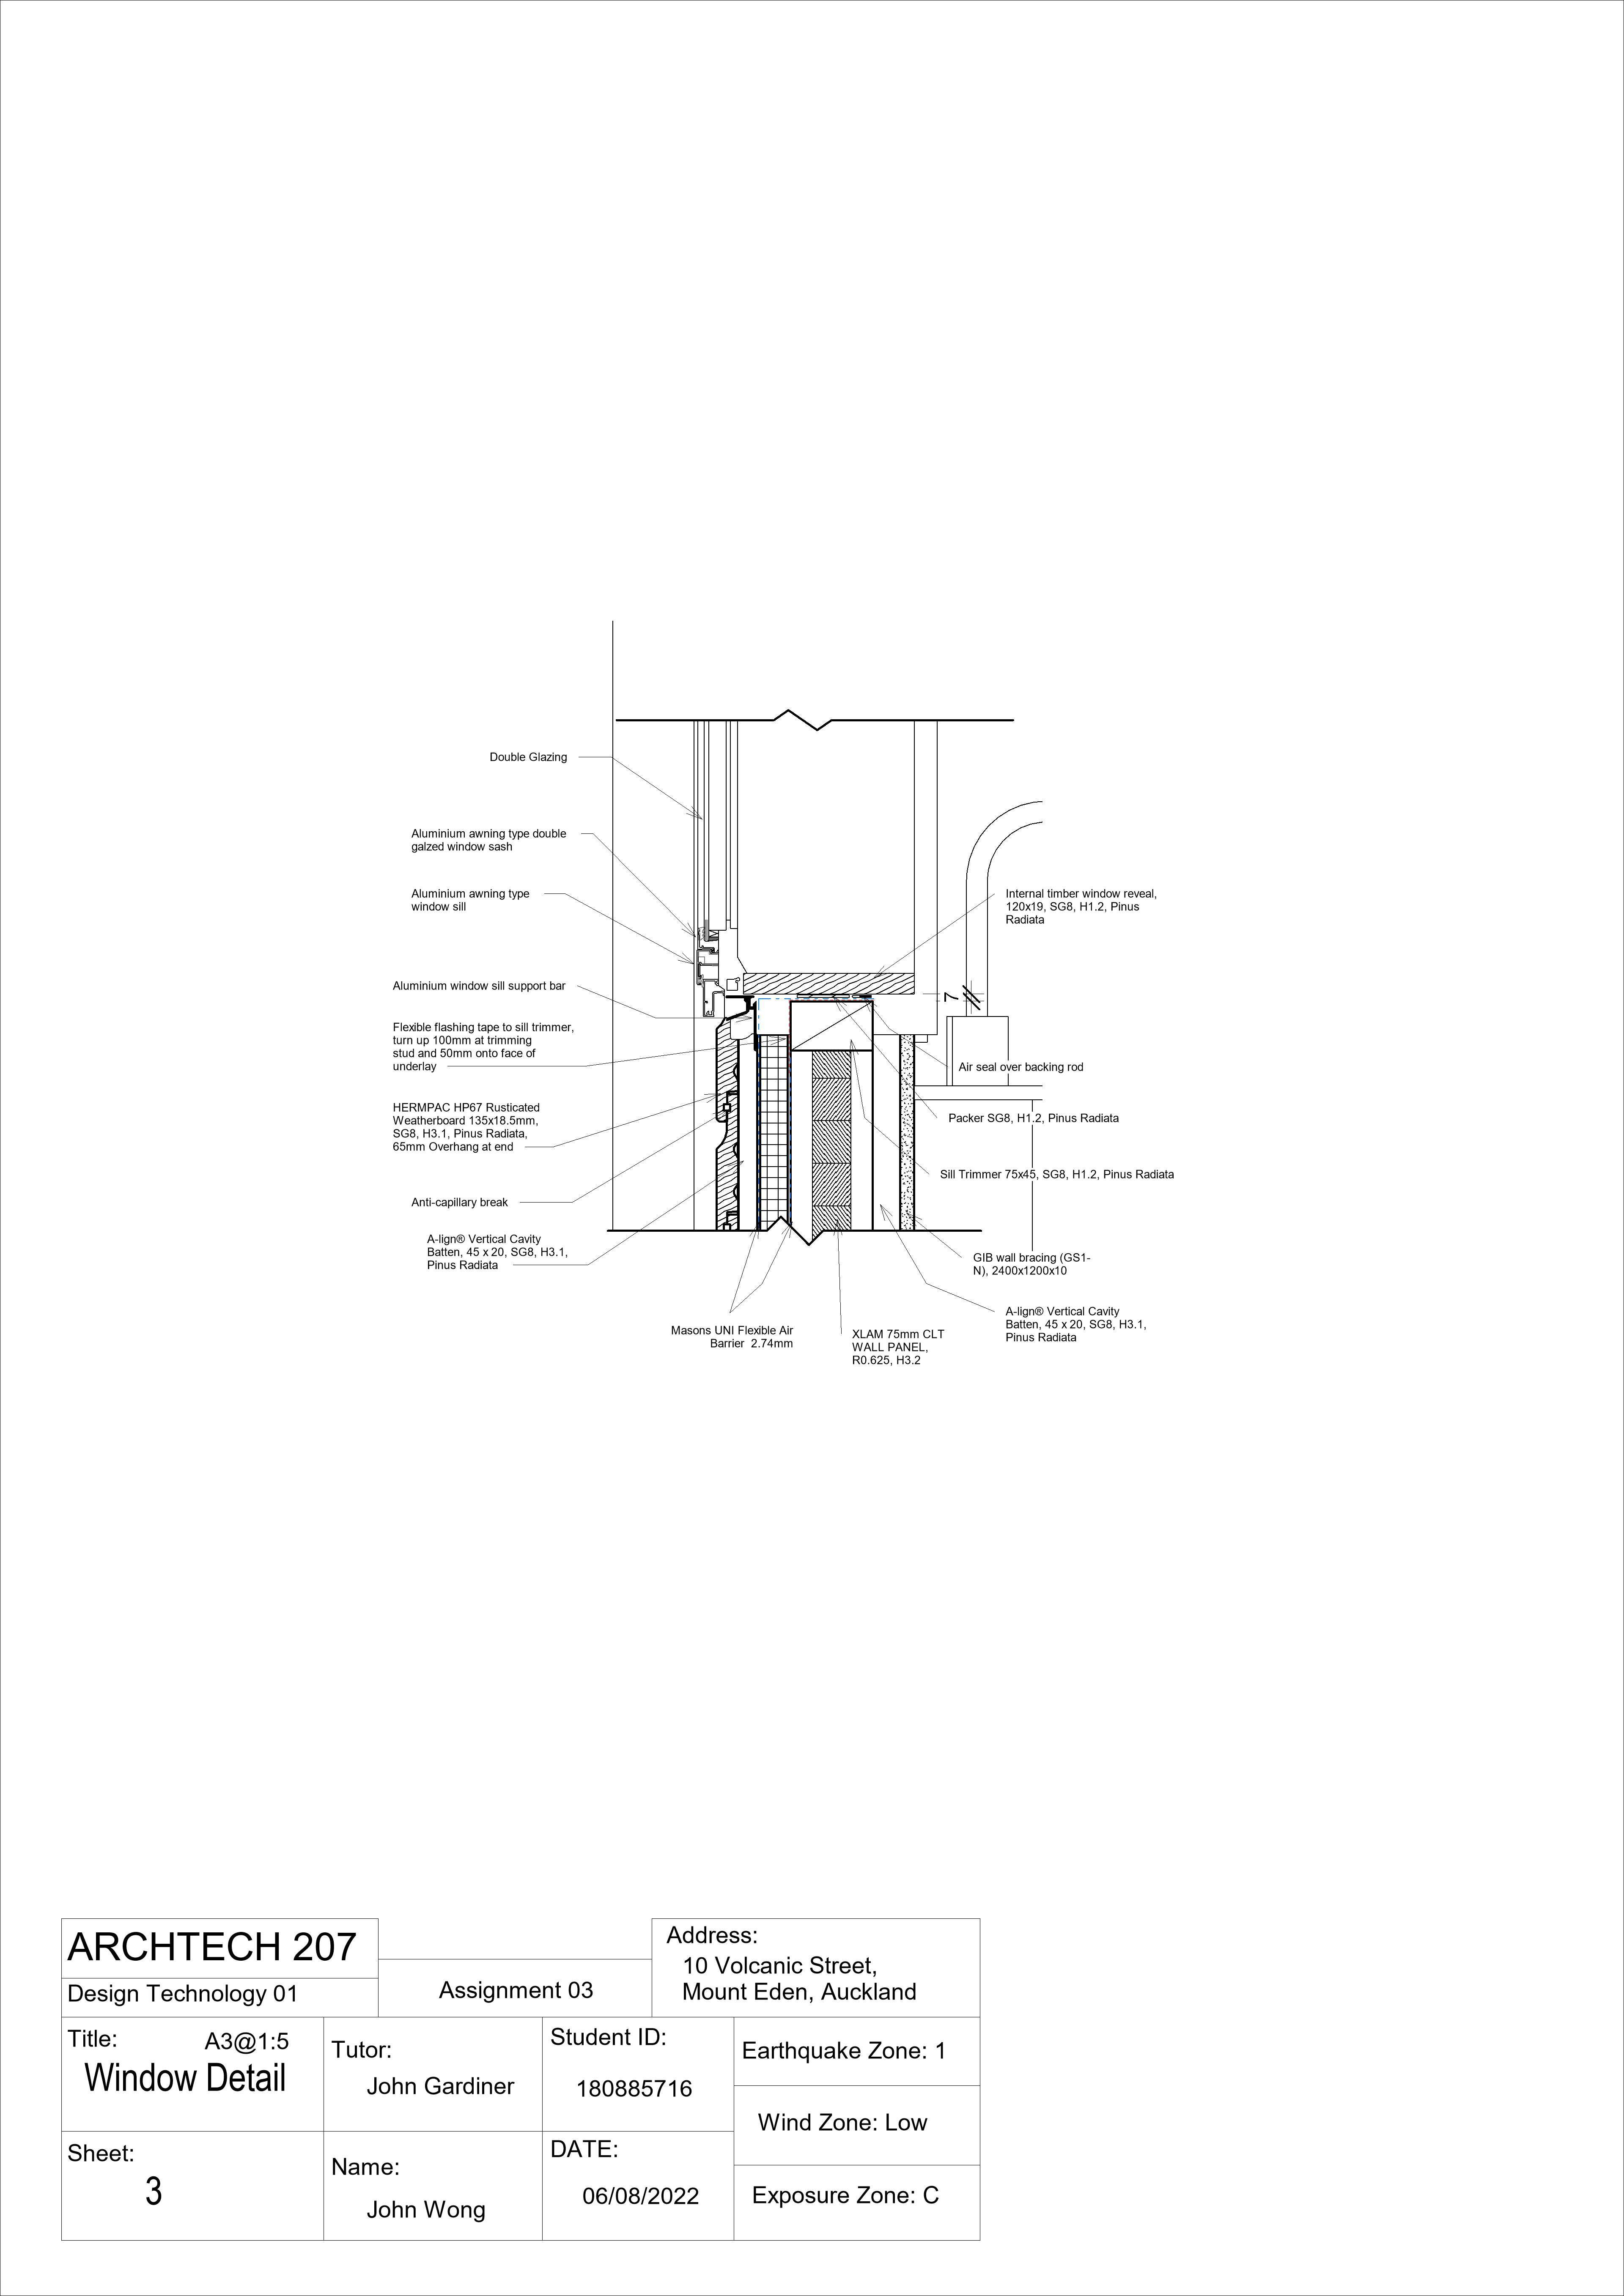 Double Glazing
Aluminium awning type double
galzed window sash
Aluminium awning type
window sill
Aluminium window sill support bar
Flexible flashing tape to sill trimmer,
turn up 100mm at trimming
stud and 50mm onto face of
underlay
HERMPAC HP67 Rusticated
Weatherboard 135x18.5mm,
SG8, H3.1, Pinus Radiata,
65mm Overhang at end
Anti-capillary break
A-lign® Vertical Cavity
Batten, 45 x 20, SG8, H3.1,
Pinus Radiata
Masons UNI Flexible Air
Barrier 2.74mm
XLAM 75mm CLT
WALL PANEL,
R0.625, H3.2
Internal timber window reveal,
120x19, SG8, H1.2, Pinus
Radiata
7
Air seal over backing rod
Packer SG8, H1.2, Pinus Radiata
Sill Trimmer 75x45, SG8, H1.2, Pinus Radiata
GIB wall bracing (GS1-
N), 2400x1200x10
A-lign® Vertical Cavity
Batten, 45 x 20, SG8, H3.1,
Pinus Radiata
ARCHTECH 207
Design Technology 01
Assignment 03
Address:
10 Volcanic Street,
Mount Eden, Auckland
Title:
A3@1:5
Window Detail
Tutor:
John Gardiner
Student ID:
180885716
Earthquake Zone: 1
Wind Zone: Low
Exposure Zone: C
Sheet:
3
Name:
John Wong
DATE:
06/08/2022